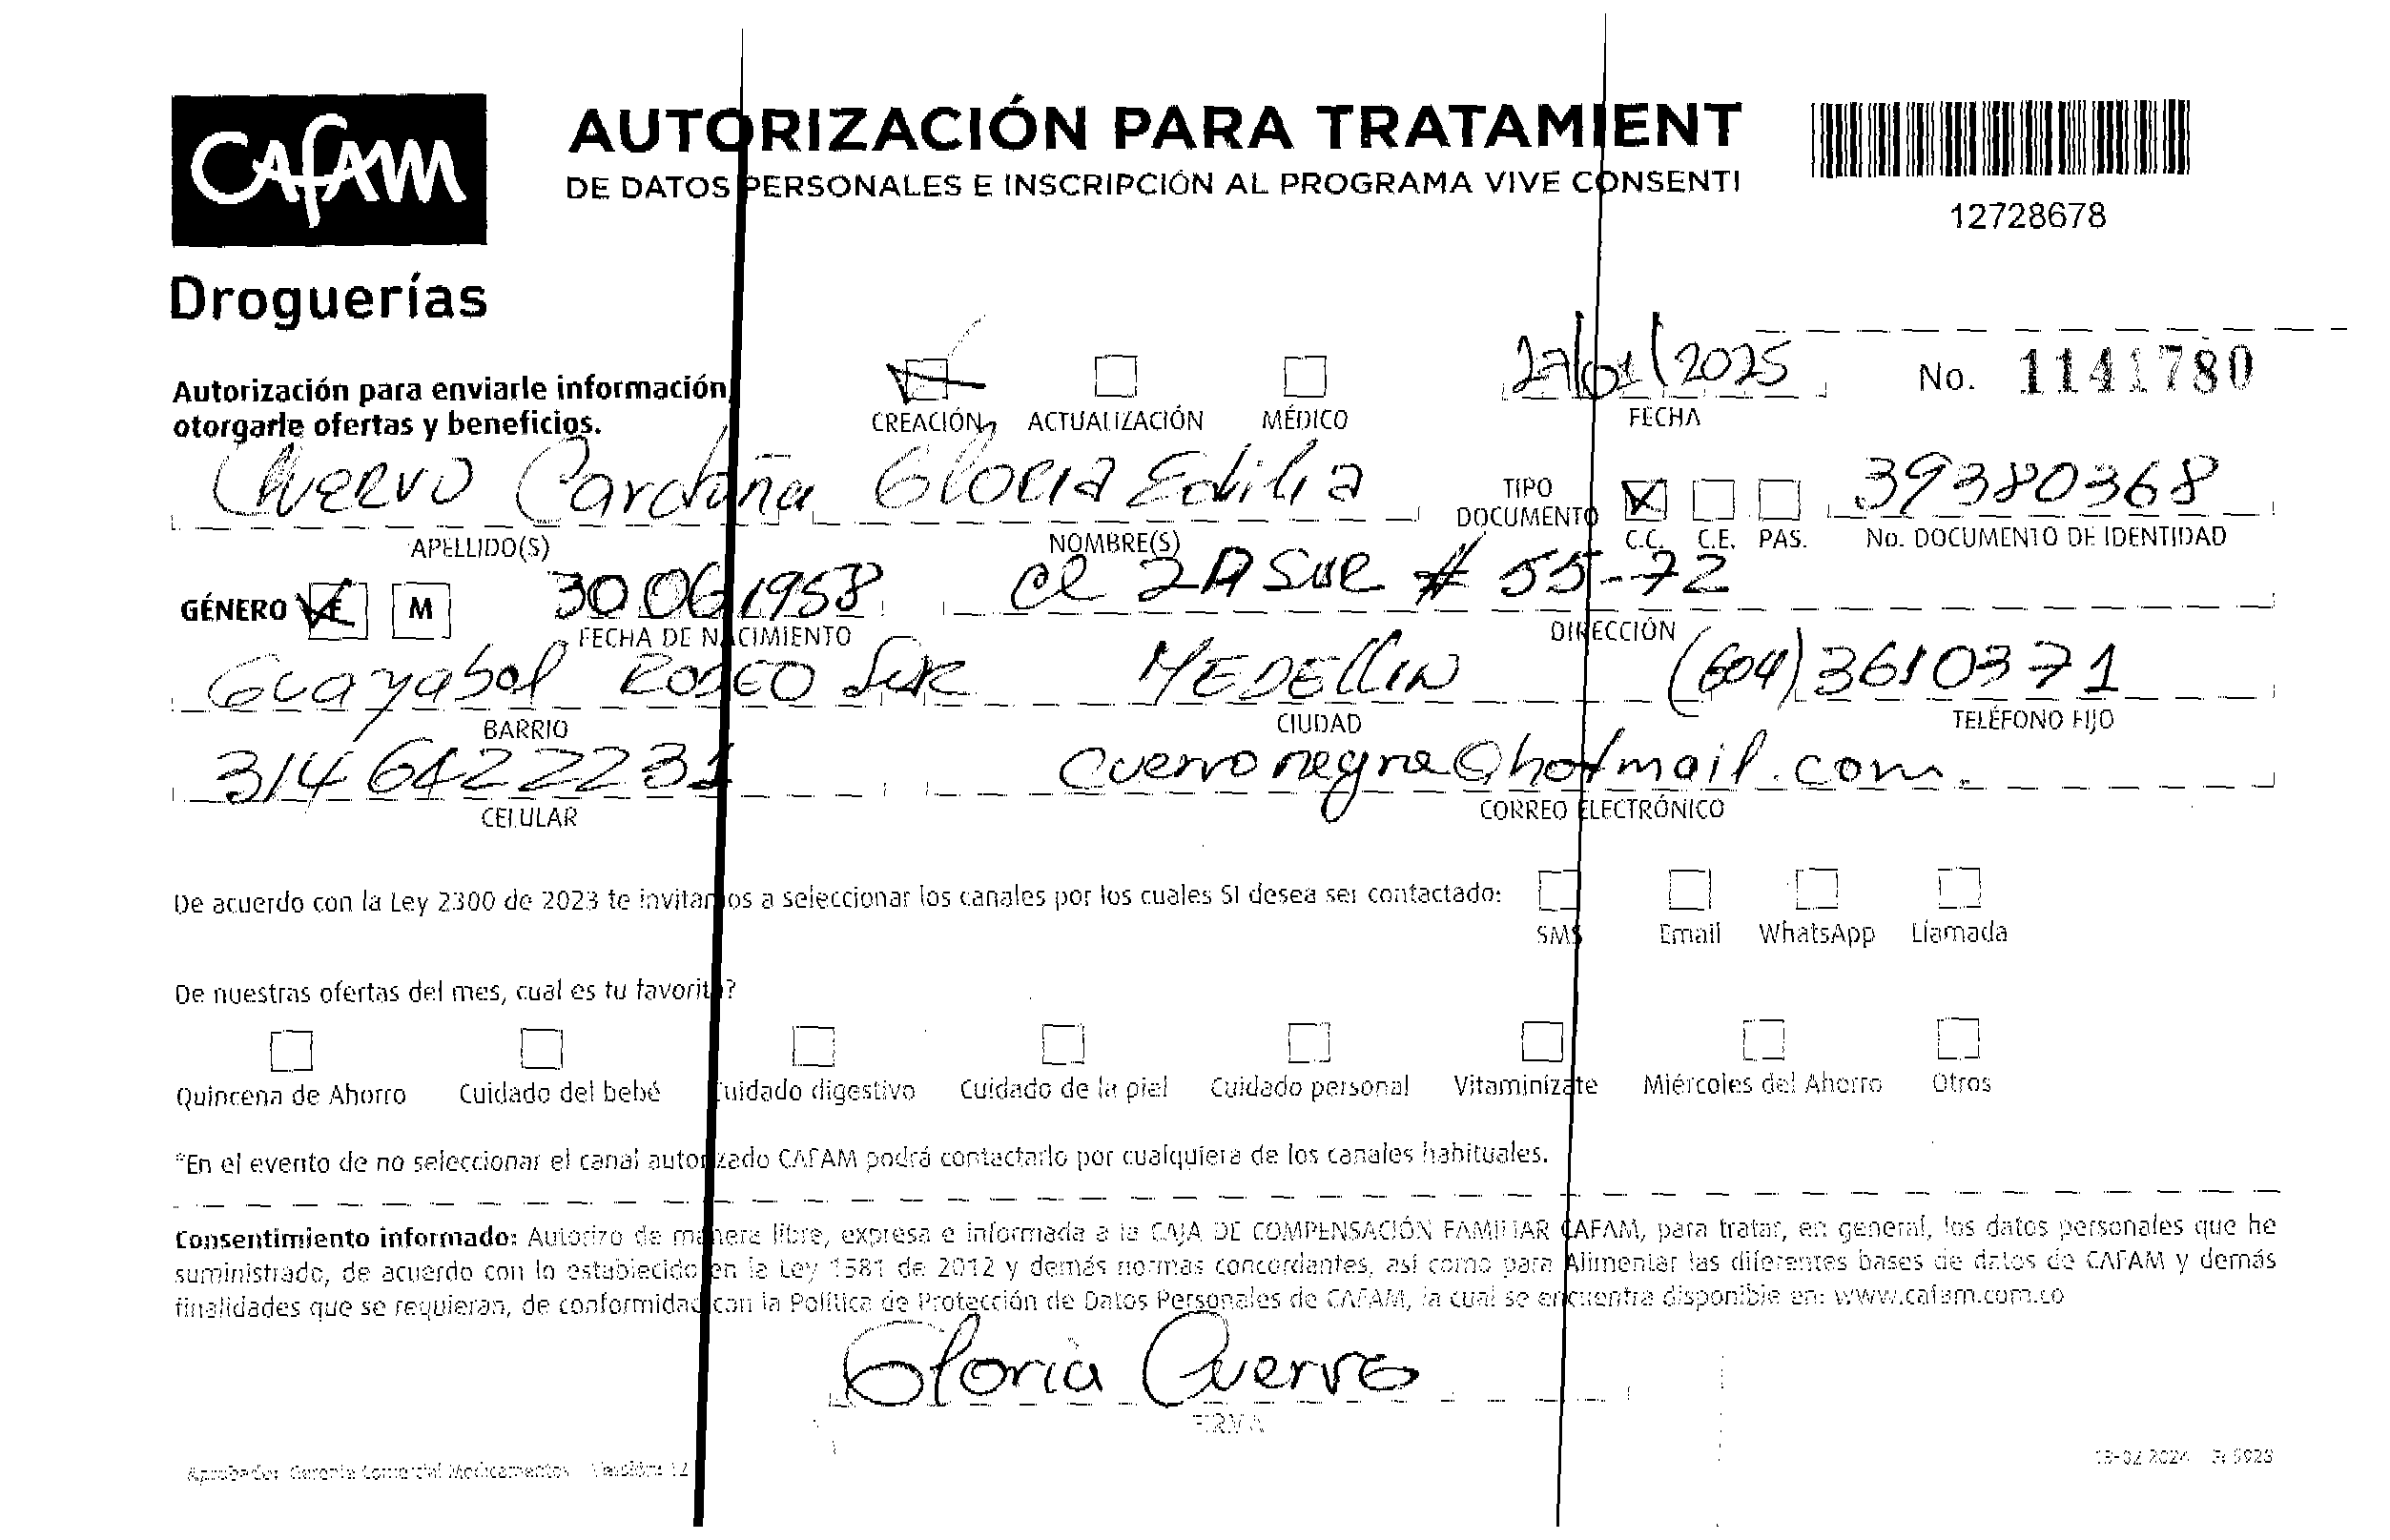 CAFAM
Droguerías
AUTORIZACIÓN PARA TRATAMIENT
DE DATOS PERSONALES E INSCRIPCIÓN AL PROGRAMA VIVE CONSENTI
12728678
Autorización para enviarle información
otorgarle ofertas y beneficios.
CREACIÓN ACTUALIZACIÓN MÉDICO
27/01/2025
FECHA
No. 1141780
Cuervo Gloria Edilia
APELLIDO(S) NOMBRE(S)
TIPO DOCUMENTO C.C. C.E. PAS.
39380368
No. DOCUMENTO DE IDENTIDAD
GÉNERO F M
30 06 1958
FECHA DE NACIMIENTO
cl 2A SUR # 55-72
DIRECCIÓN
Guayabal Sur MEDELLIN (604) 3610371
BARRIO CIUDAD TELÉFONO FIJO
314 6422231 cuervonegra@hotmail.com.
CELULAR CORREO ELECTRÓNICO
De acuerdo con la Ley 2300 de 2023 te invitamos a seleccionar los canales por los cuales SI desea ser contactado:
SMS Email WhatsApp Llamada
De nuestras ofertas del mes, cual es tu favorita?
Quincena de Ahorro Cuidado del bebé Cuidado digestivo Cuidado de la piel Cuidado personal Vitaminízate Miércoles del Ahorro Otros
*En el evento de no seleccionar el canal autorizado CAFAM podrá contactarlo por cualquiera de los canales habituales.
Consentimiento informado: Autorizo de manera libre, expresa e informada a la CAJA DE COMPENSACIÓN FAMILIAR CAFAM, para tratar, en general, los datos personales que he
suministrado, de acuerdo con lo establecido en la Ley 1581 de 2012 y demás normas concordantes, así como para Alimentar las diferentes bases de datos de CAFAM y demás
finalidades que se requieran, de conformidad con la Política de Protección de Datos Personales de CAFAM, la cual se encuentra disponible en: www.cafam.com.co
Gloria Cuervo
FIRMA
Aprobador Gerente Comercial Medicamentos Versión: 12